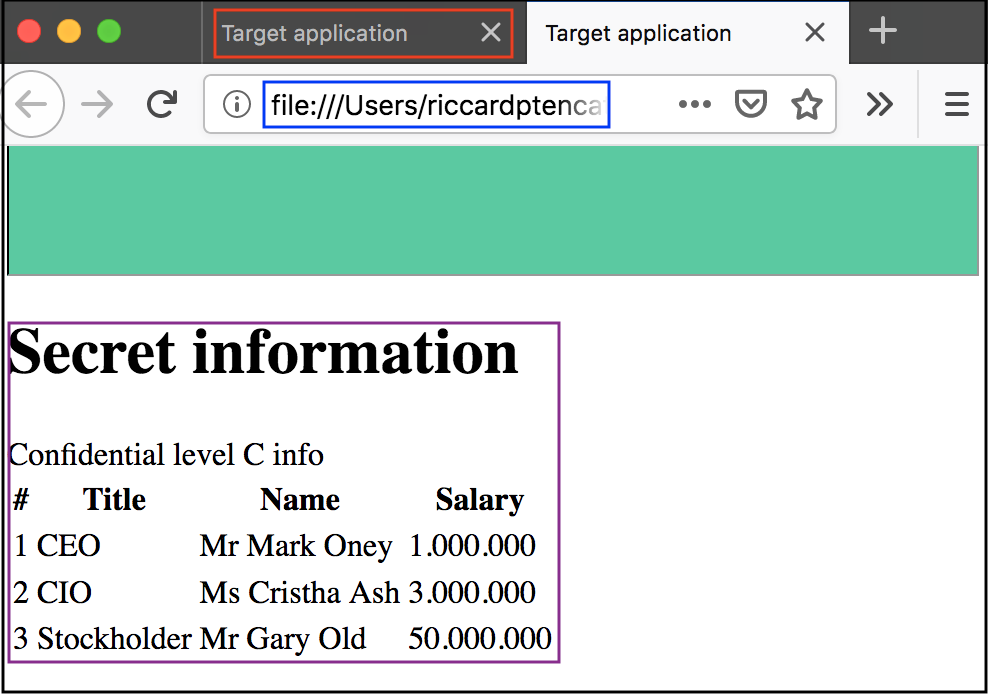 Target application
Target application
file:///Users/riccardptenca
Secret information
Confidential level C info
# Title Name Salary
1 CEO Mr Mark Oney 1.000.000
2 CIO Ms Cristha Ash 3.000.000
3 Stockholder Mr Gary Old 50.000.000